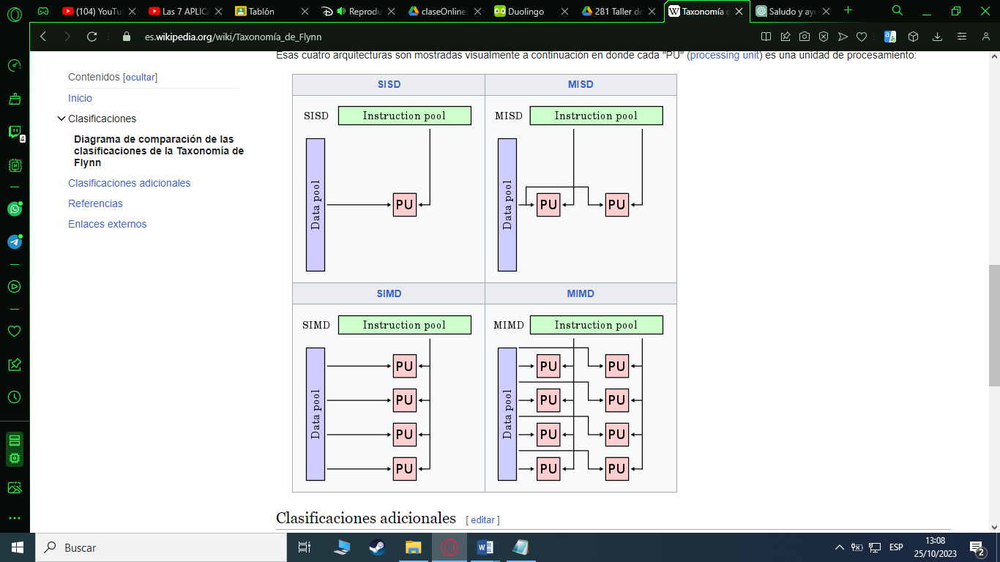 (104) YouTu
Las 7 APLICA
Tablón
Reprodu
claseOnline
Duolingo
281 Taller de
Taxonomía d
Saludo y ayu
es.wikipedia.org/wiki/Taxonomía_de_Flynn
Esas cuatro arquitecturas son mostradas visualmente a continuación en donde cada "PU" (processing unit) es una unidad de procesamiento:
Contenidos [ocultar]
Inicio
Clasificaciones
Diagrama de comparación de las
clasificaciones de la Taxonomía de
Flynn
Clasificaciones adicionales
Referencias
Enlaces externos
4
SISD
MISD
SISD
Instruction pool
Data pool
PU
MISD
Instruction pool
Data pool
PU
PU
SIMD
MIMD
SIMD
Instruction pool
Data pool
PU
PU
PU
PU
MIMD
Instruction pool
Data pool
PU
PU
PU
PU
PU
PU
PU
PU
Clasificaciones adicionales [ editar ]
Buscar
ESP
13:08
25/10/2023
2